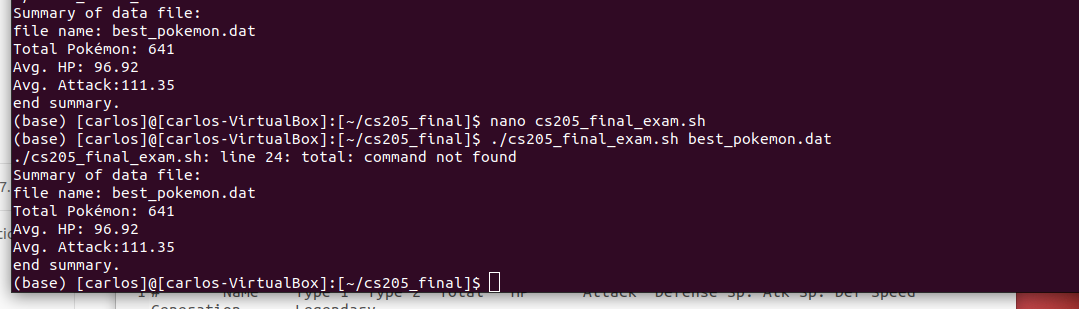 Summary of data file:
file name: best_pokemon.dat
Total Pokémon: 641
Avg. HP: 96.92
Avg. Attack:111.35
end summary.
(base) [carlos]@[carlos-VirtualBox]:[~/cs205_final]$ nano cs205_final_exam.sh
(base) [carlos]@[carlos-VirtualBox]:[~/cs205_final]$ ./cs205_final_exam.sh best_pokemon.dat
./cs205_final_exam.sh: line 24: total: command not found
Summary of data file:
file name: best_pokemon.dat
Total Pokémon: 641
Avg. HP: 96.92
Avg. Attack:111.35
end summary.
(base) [carlos]@[carlos-VirtualBox]:[~/cs205_final]$
1 # Name Type 1 Type 2 Total HP Attack Defense Sp. Atk Sp. Def Speed
Generation Legendary